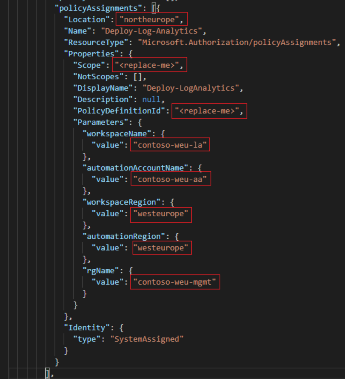 "policyAssignments": [{
"Location": "northeurope",
"Name": "Deploy-Log-Analytics",
"ResourceType": "Microsoft.Authorization/policyAssignments",
"Properties": {
"Scope": "<replace-me>",
"NotScopes": [],
"DisplayName": "Deploy-LogAnalytics",
"Description": null,
"PolicyDefinitionId": "<replace-me>",
"Parameters": {
"workspaceName": {
"value": "contoso-weu-la"
},
"automationAccountName": {
"value": "contoso-weu-aa"
},
"workspaceRegion": {
"value": "westeurope"
},
"automationRegion": {
"value": "westeurope"
},
"rgName": {
"value": "contoso-weu-mgmt"
}
}
},
"Identity": {
"type": "SystemAssigned"
}
}
],